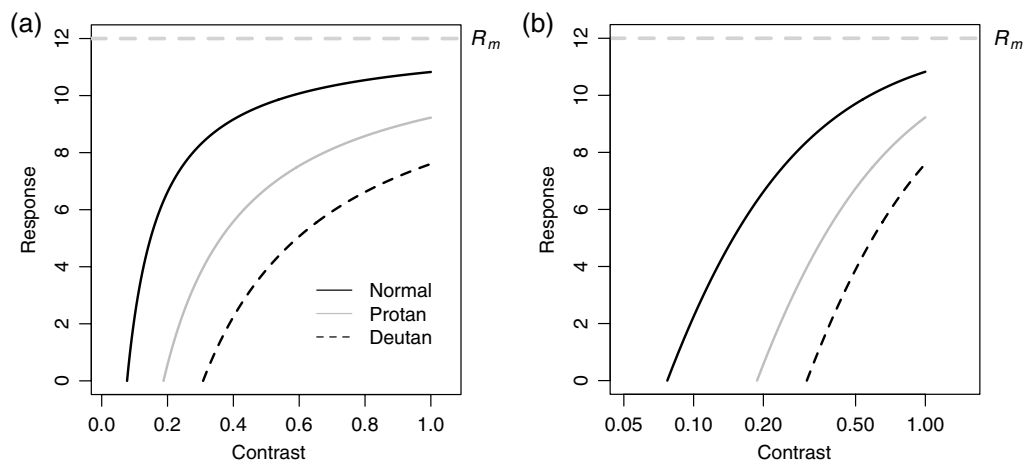 (a)
R_m
12
10
8
6
4
2
0
Response
0.0 0.2 0.4 0.6 0.8 1.0
Contrast
Normal
Protan
Deutan
(b)
R_m
12
10
8
6
4
2
0
Response
0.05 0.10 0.20 0.50 1.00
Contrast